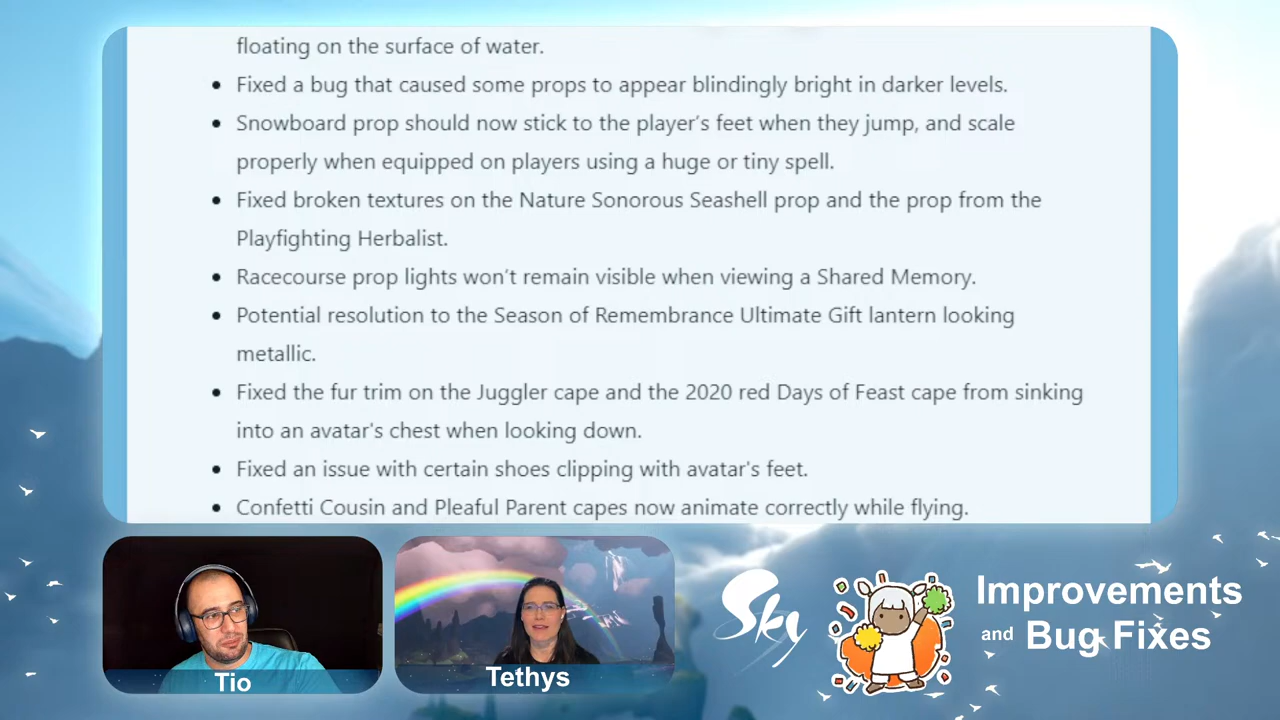 floating on the surface of water.
• Fixed a bug that caused some props to appear blindingly bright in darker levels.
• Snowboard prop should now stick to the player's feet when they jump, and scale
properly when equipped on players using a huge or tiny spell.
• Fixed broken textures on the Nature Sonorous Seashell prop and the prop from the
Playfighting Herbalist.
• Racecourse prop lights won't remain visible when viewing a Shared Memory.
• Potential resolution to the Season of Remembrance Ultimate Gift lantern looking
metallic.
• Fixed the fur trim on the Juggler cape and the 2020 red Days of Feast cape from sinking
into an avatar's chest when looking down.
• Fixed an issue with certain shoes clipping with avatar's feet.
• Confetti Cousin and Pleaful Parent capes now animate correctly while flying.
Tio
Tethys
Sky
Improvements
and Bug Fixes